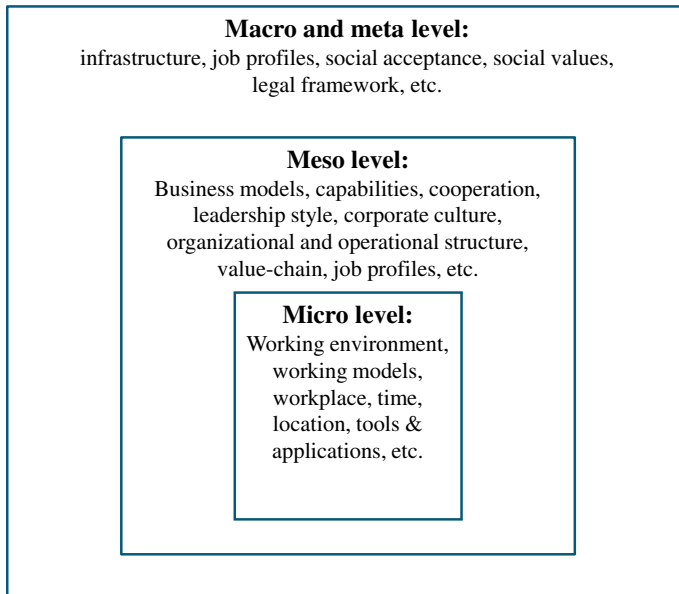 Macro and meta level:
infrastructure, job profiles, social acceptance, social values,
legal framework, etc.
Meso level:
Business models, capabilities, cooperation,
leadership style, corporate culture,
organizational and operational structure,
value-chain, job profiles, etc.
Micro level:
Working environment,
working models,
workplace, time,
location, tools &
applications, etc.